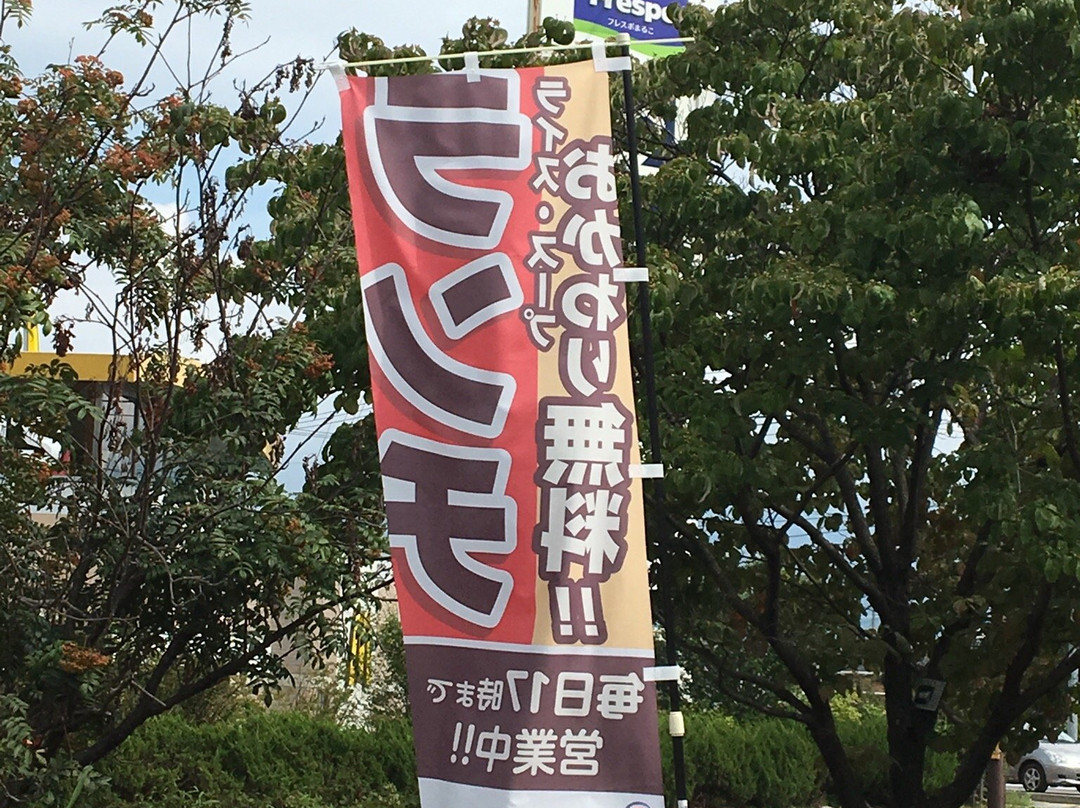 Frespo
フレスポまるこ
ランチ
ライス・スープ
おかわり無料!!
毎日17時まで
営業中!!